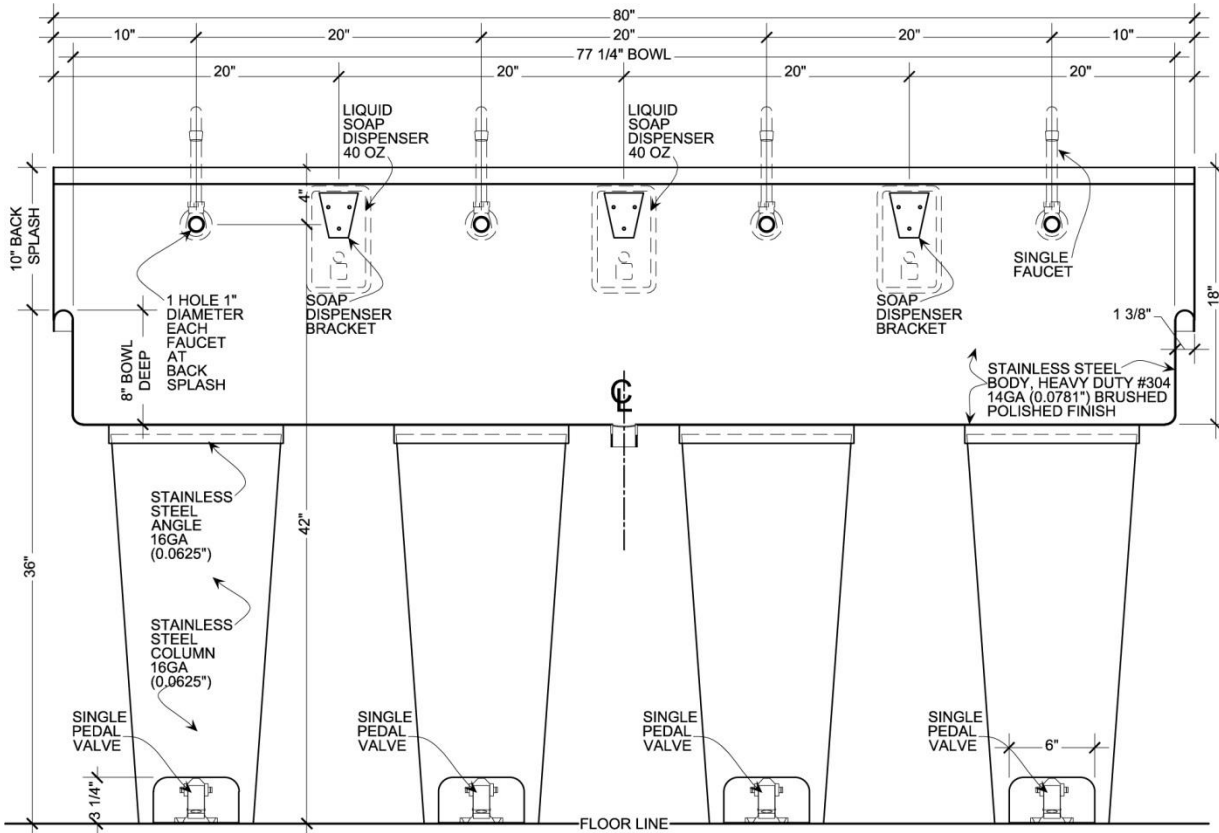 80"
10"
20"
20"
20"
10"
77 1/4" BOWL
20"
20"
20"
20"
LIQUID
SOAP
DISPENSER
40 OZ
LIQUID
SOAP
DISPENSER
40 OZ
4"
10" BACK
SPLASH
SINGLE
FAUCET
18"
1 HOLE 1"
DIAMETER
EACH
FAUCET
AT
BACK
SPLASH
SOAP
DISPENSER
BRACKET
SOAP
DISPENSER
BRACKET
1 3/8"
8" BOWL
DEEP
STAINLESS STEEL
BODY, HEAVY DUTY #304
14GA (0.0781") BRUSHED
POLISHED FINISH
CL
STAINLESS
STEEL
ANGLE
16GA
(0.0625")
42"
36"
STAINLESS
STEEL
COLUMN
16GA
(0.0625")
SINGLE
PEDAL
VALVE
SINGLE
PEDAL
VALVE
SINGLE
PEDAL
VALVE
SINGLE
PEDAL
VALVE
6"
3 1/4"
FLOOR LINE